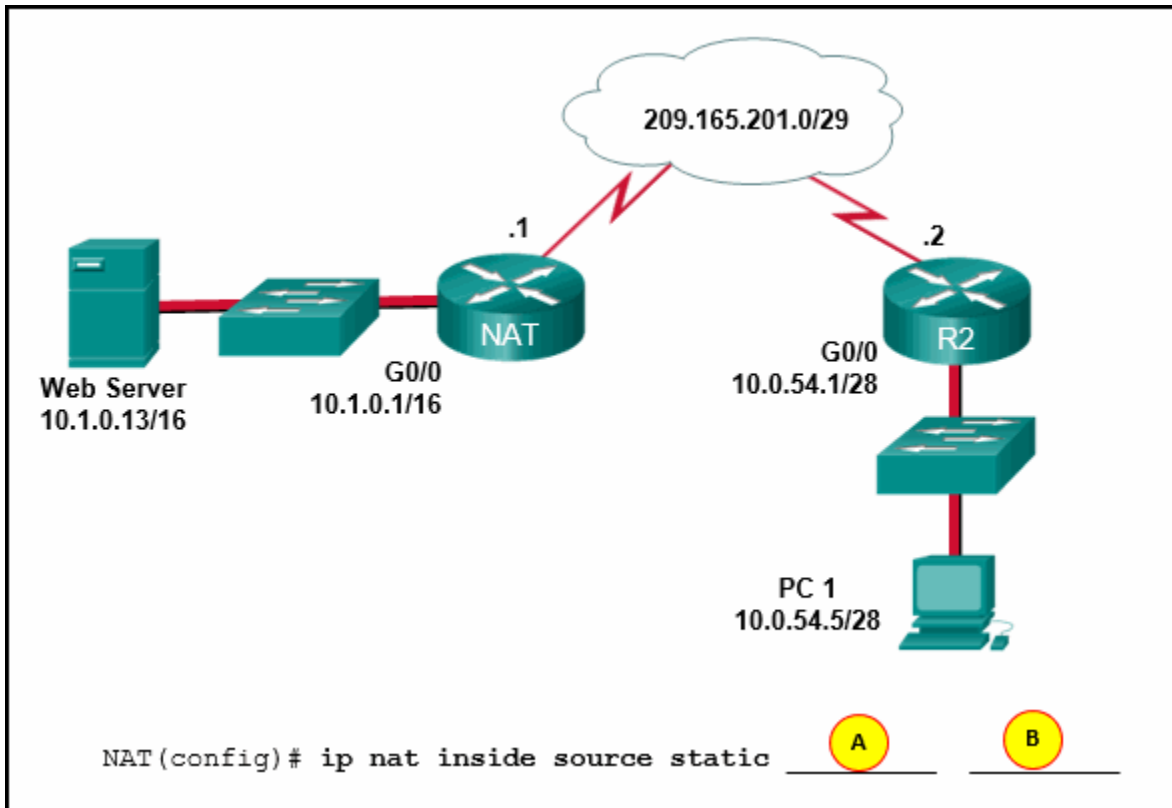 209.165.201.0/29
.1
.2
NAT
R2
Web Server
10.1.0.13/16
G0/0
10.1.0.1/16
G0/0
10.0.54.1/28
PC 1
10.0.54.5/28
A
B
NAT(config)# ip nat inside source static ______ ______